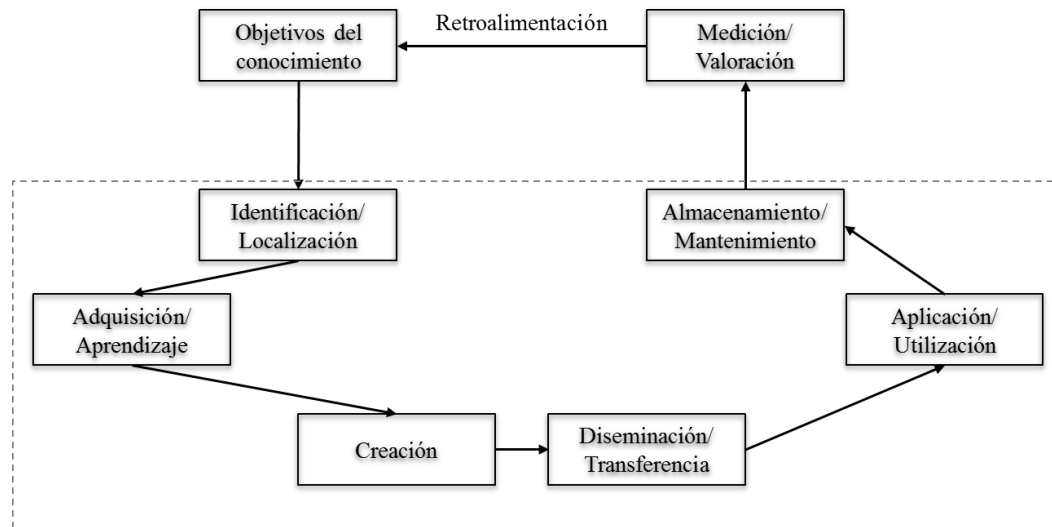 Objetivos del
conocimiento
Retroalimentación
Medición/
Valoración
Identificación/
Localización
Almacenamiento/
Mantenimiento
Adquisición/
Aprendizaje
Aplicación/
Utilización
Creación
Diseminación/
Transferencia